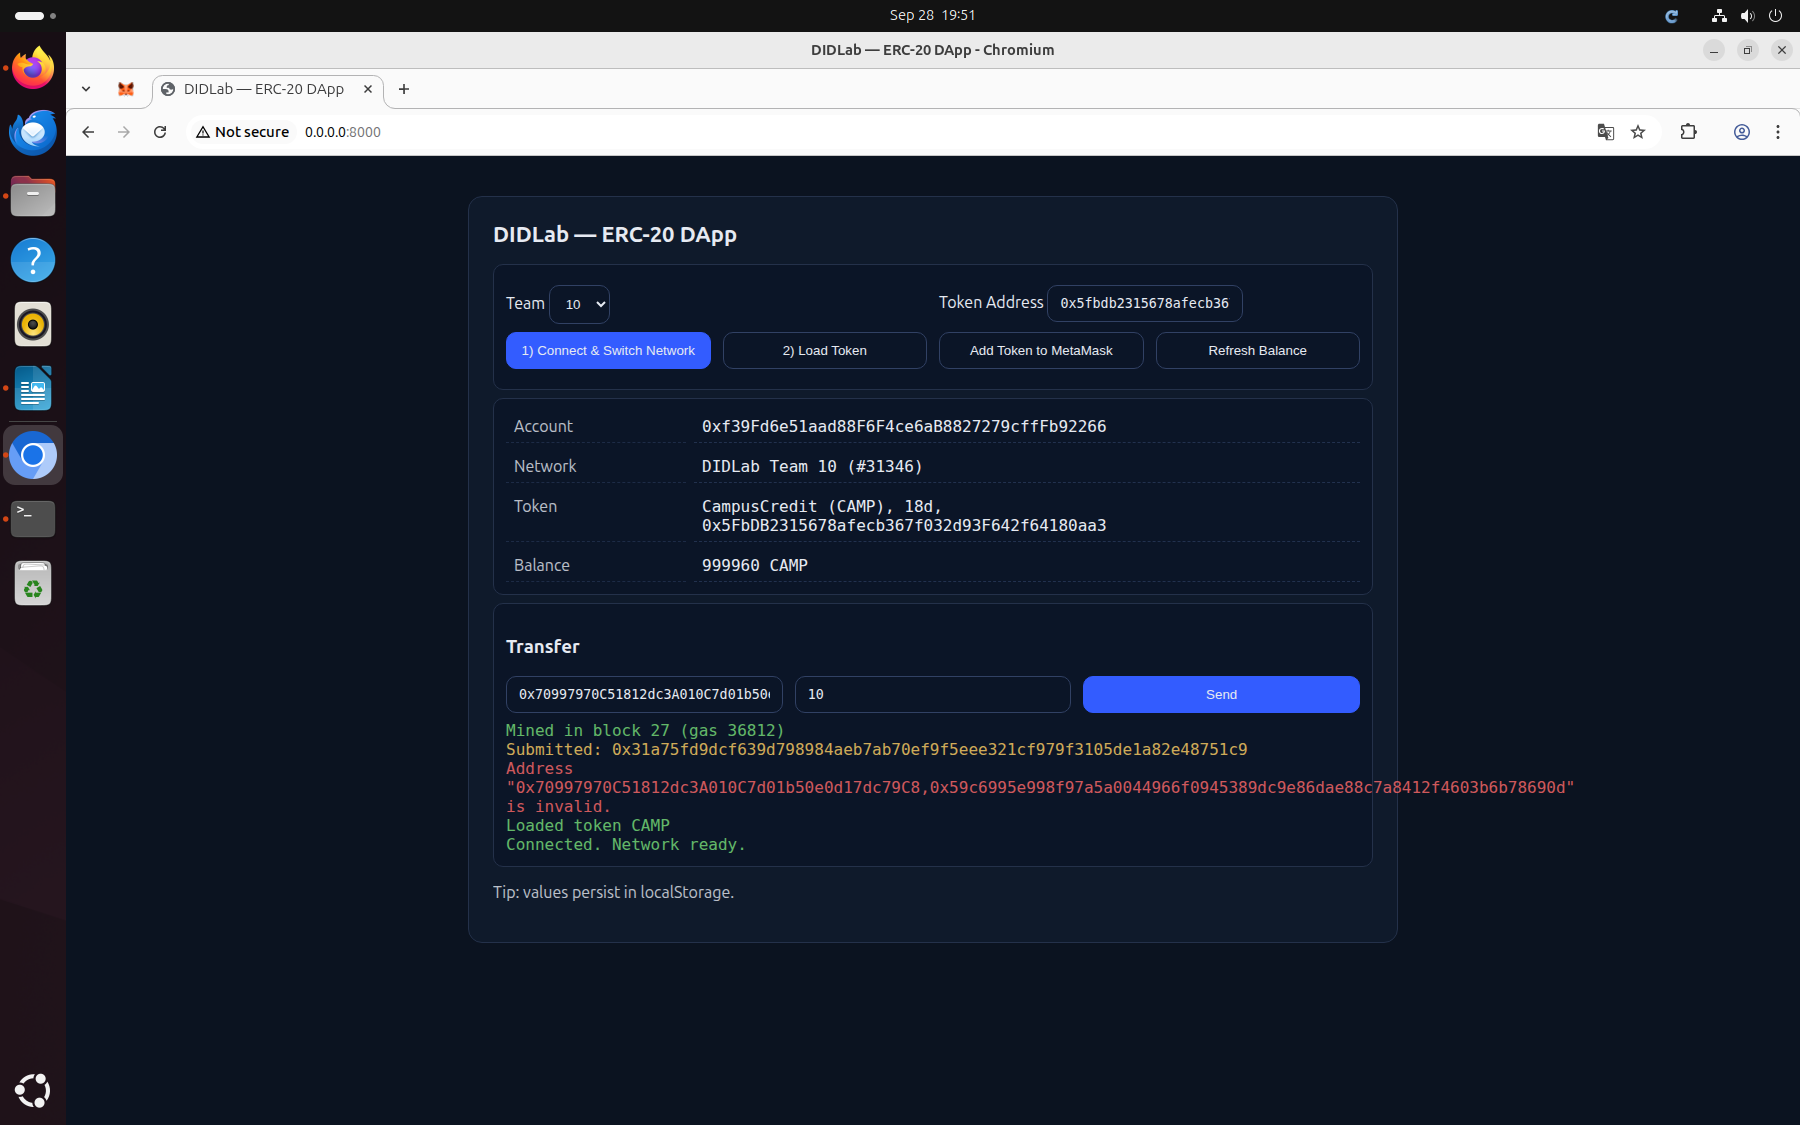 Sep 28 19:51
DIDLab — ERC-20 DApp - Chromium
DIDLab — ERC-20 DApp
Not secure 0.0.0.0:8000
DIDLab — ERC-20 DApp
Team 10
Token Address 0x5fbdb2315678afecb36
1) Connect & Switch Network
2) Load Token
Add Token to MetaMask
Refresh Balance
Account 0xf39Fd6e51aad88F6F4ce6aB8827279cffFb92266
Network DIDLab Team 10 (#31346)
Token CampusCredit (CAMP), 18d,
0x5FbDB2315678afecb367f032d93F642f64180aa3
Balance 999960 CAMP
Transfer
0x70997970C51812dc3A010C7d01b50
10
Send
Mined in block 27 (gas 36812)
Submitted: 0x31a75fd9dcf639d798984aeb7ab70ef9f5eee321cf979f3105de1a82e48751c9
Address
"0x70997970C51812dc3A010C7d01b50e0d17dc79C8,0x59c6995e998f97a5a0044966f0945389dc9e86dae88c7a8412f4603b6b78690d"
is invalid.
Loaded token CAMP
Connected. Network ready.
Tip: values persist in localStorage.